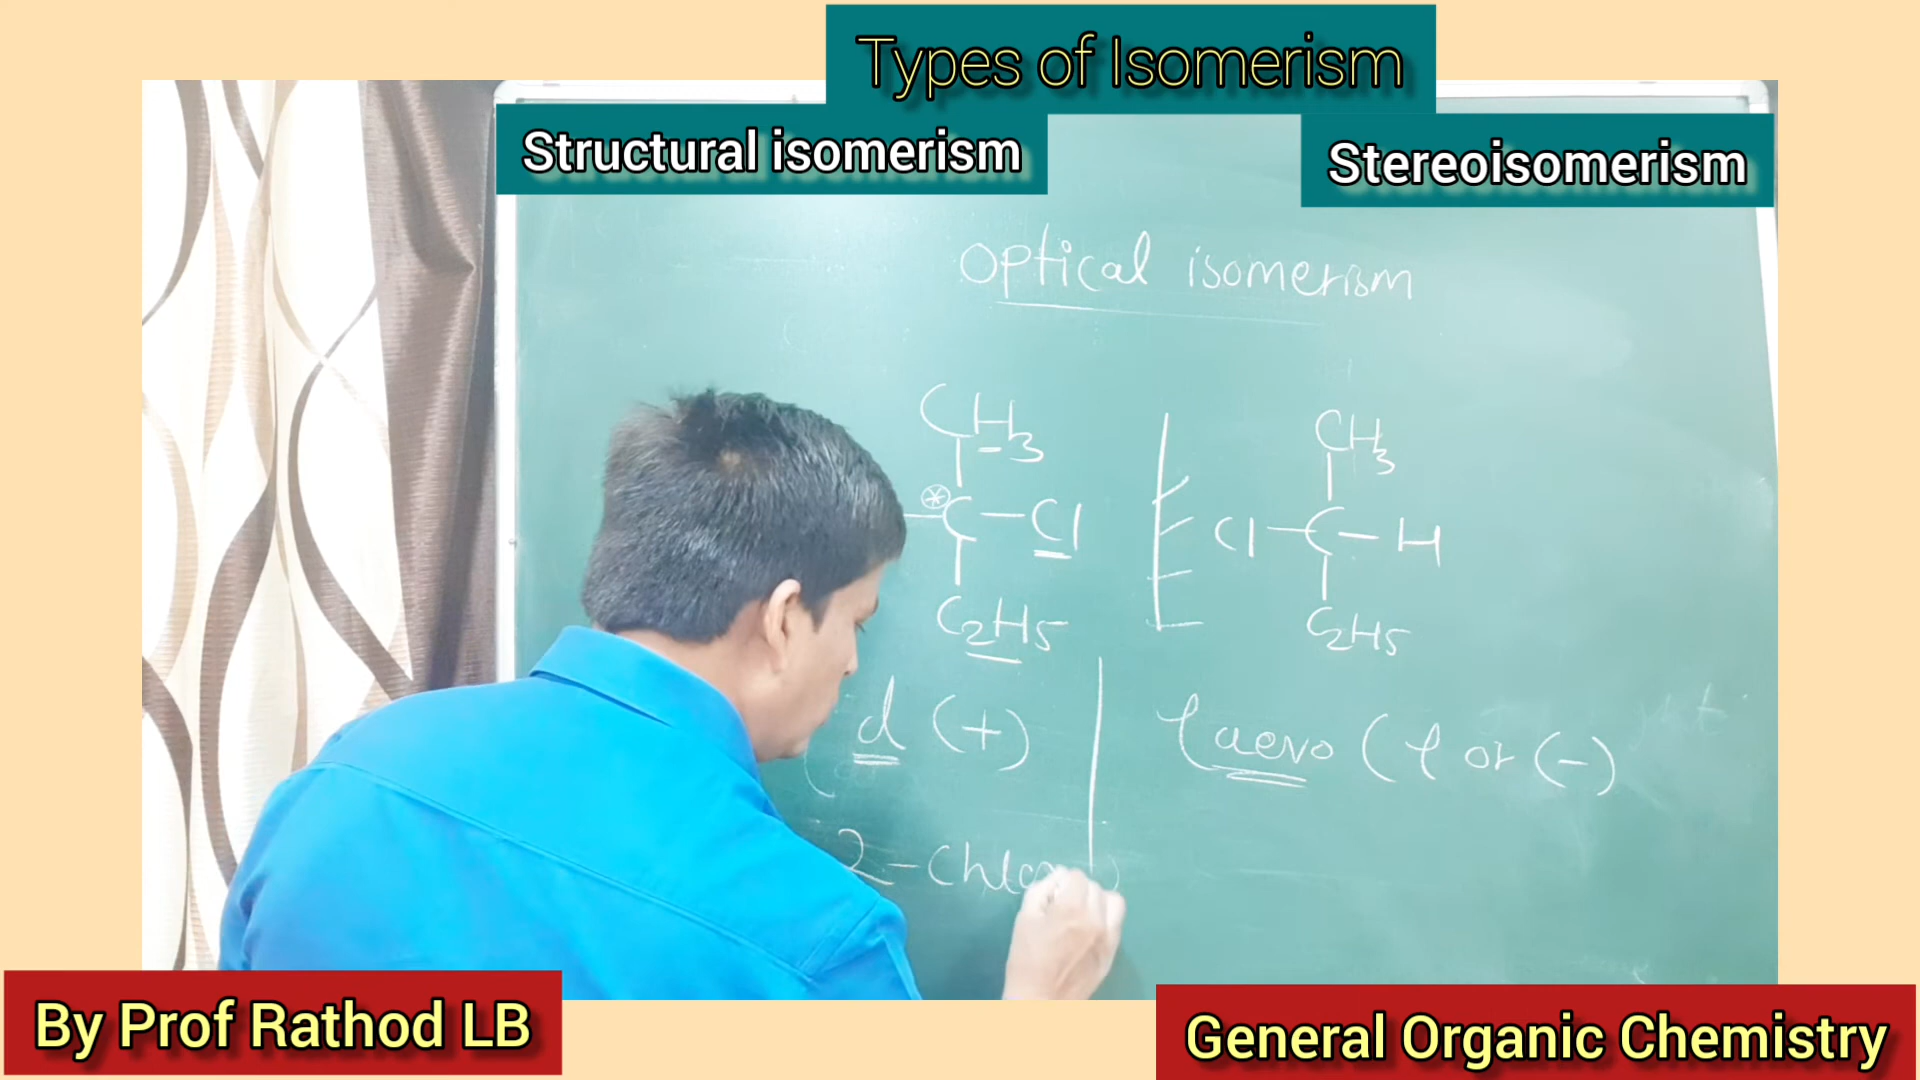 Types of Isomerism
Structural isomerism
Stereoisomerism
Optical isomerism
CH3
CH3
C — Cl
Cl — C — H
C2H5
C2H5
d (+)
laevo (l or (-)
2-Chlo
By Prof Rathod LB
General Organic Chemistry